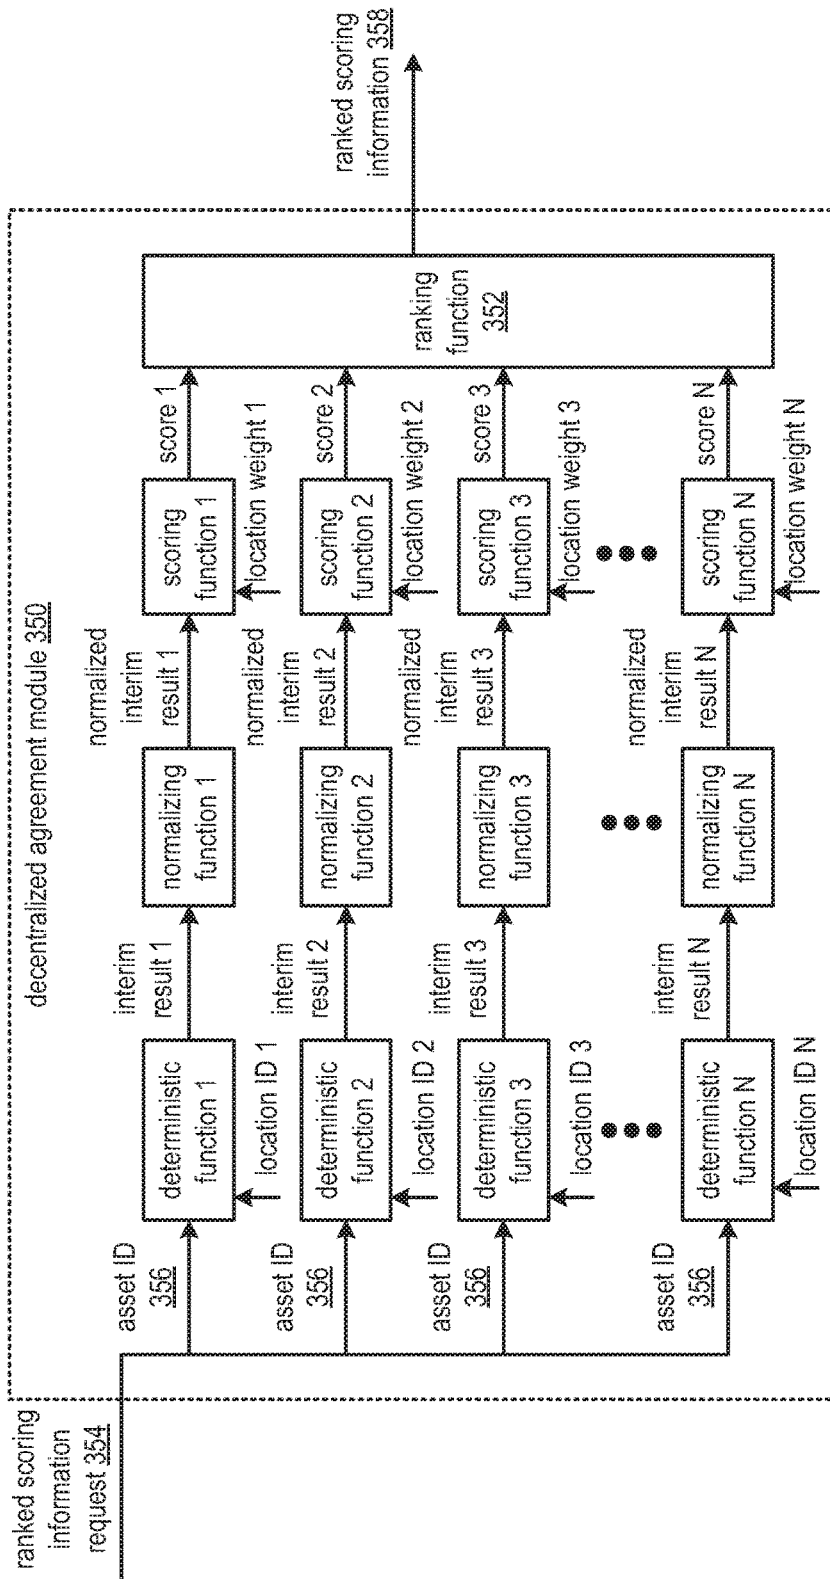 ranked scoring
information
request 354
decentralized agreement module 350
asset ID
356
deterministic
function 1
location ID 1
interim
result 1
normalizing
function 1
normalized
interim
result 1
scoring
function 1
location weight 1
score 1
asset ID
356
deterministic
function 2
location ID 2
interim
result 2
normalizing
function 2
normalized
interim
result 2
scoring
function 2
location weight 2
score 2
asset ID
356
deterministic
function 3
location ID 3
interim
result 3
normalizing
function 3
normalized
interim
result 3
scoring
function 3
location weight 3
score 3
asset ID
356
deterministic
function N
location ID N
interim
result N
normalizing
function N
normalized
interim
result N
scoring
function N
location weight N
score N
ranking
function
352
ranked scoring
information 358